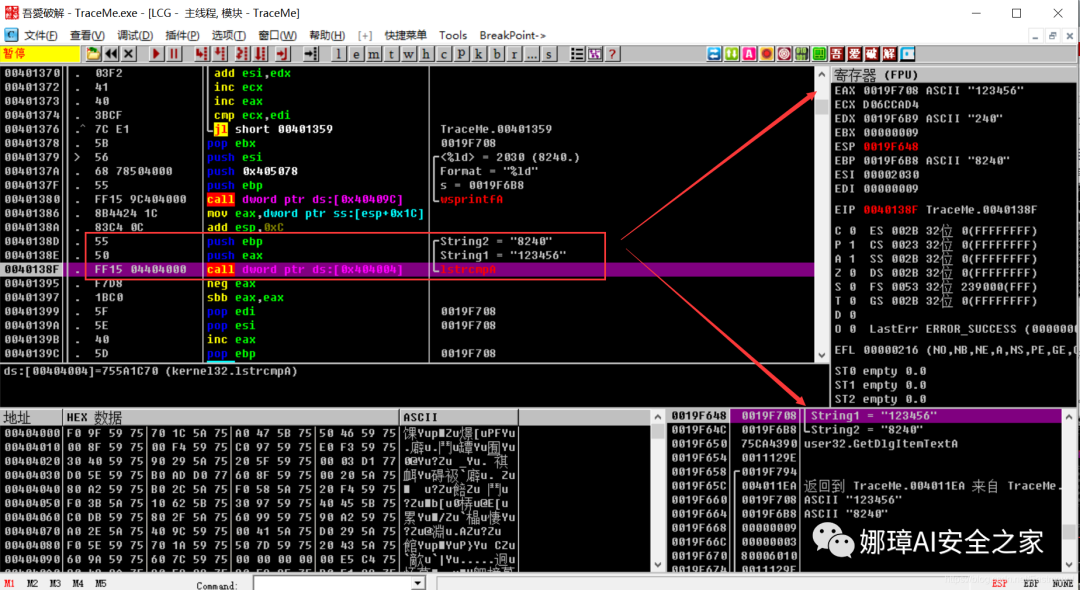 吾愛破解 - TraceMe.exe - [LCG - 主线程, 模块 - TraceMe]
文件(F) 查看(V) 调试(D) 插件(P) 选项(T) 窗口(W) 帮助(H) [+] 快捷菜单 Tools BreakPoint->
暂停 l e m t w h c p k b r ... s ? 吾 爱 破 解
00401370 . 03F2 add esi,edx
00401372 . 41 inc ecx
00401373 . 40 inc eax
00401374 . 3BCF cmp ecx,edi
00401376 .^ 7C E1 jl short 00401359 TraceMe.00401359
00401378 . 5B pop ebx 0019F708
00401379 > 56 push esi <%ld> = 2030 (8240.)
0040137A . 68 78504000 push 0x405078 Format = "%ld"
0040137F . 55 push ebp s = 0019F6B8
00401380 . FF15 9C404000 call dword ptr ds:[0x40409C] wsprintfA
00401386 . 8B4424 1C mov eax,dword ptr ss:[esp+0x1C]
0040138A . 83C4 0C add esp,0xC
0040138D . 55 push ebp String2 = "8240"
0040138E . 50 push eax String1 = "123456"
0040138F . FF15 04404000 call dword ptr ds:[0x404004] lstrcmpA
00401395 . F7D8 neg eax
00401397 . 1BC0 sbb eax,eax
00401399 . 5F pop edi 0019F708
0040139A . 5E pop esi 0019F708
0040139B . 40 inc eax
0040139C . 5D pop ebp 0019F708
ds:[00404004]=755A1C70 (kernel32.lstrcmpA)
寄存器 (FPU)
EAX 0019F708 ASCII "123456"
ECX D06CCAD4
EDX 0019F6B9 ASCII "240"
EBX 00000009
ESP 0019F648
EBP 0019F6B8 ASCII "8240"
ESI 00002030
EDI 00000009
EIP 0040138F TraceMe.0040138F
C 0 ES 002B 32位 0(FFFFFFFF)
P 1 CS 0023 32位 0(FFFFFFFF)
A 1 SS 002B 32位 0(FFFFFFFF)
Z 0 DS 002B 32位 0(FFFFFFFF)
S 0 FS 0053 32位 239000(FFF)
T 0 GS 002B 32位 0(FFFFFFFF)
D 0
O 0 LastErr ERROR_SUCCESS (0000000
EFL 00000216 (NO,NB,NE,A,NS,PE,GE,
ST0 empty 0.0
ST1 empty 0.0
ST2 empty 0.0
地址 HEX 数据 ASCII
00404000 F0 9F 59 75 70 1C 5A 75 A0 47 5B 75 50 46 59 75
00404010 00 8F 59 75 00 F4 59 75 C0 97 59 75 E0 F3 59 75
00404020 30 40 59 75 90 29 5A 75 20 5F 59 75 00 03 D1 77
00404030 D0 5E 59 75 B0 AD D0 77 60 8F 59 75 00 20 5A 75
00404040 80 A2 59 75 B0 2C 5A 75 F0 58 5A 75 20 F4 59 75
00404050 F0 3B 5A 75 10 62 5B 75 30 97 59 75 40 45 5B 75
00404060 C0 DB 59 75 80 2F 5A 75 60 99 59 75 90 A2 59 75
00404070 A0 2E 5A 75 40 9C 59 75 00 41 5A 75 D0 29 5A 75
00404080 F0 5E 59 75 70 1A 59 75 50 7D 59 75 20 43 5A 75
00404090 60 9A 59 75 60 7C 59 75 00 00 00 00 00 E5 C4 75
0019F648 0019F708 String1 = "123456"
0019F64C 0019F6B8 String2 = "8240"
0019F650 75CA4390 user32.GetDlgItemTextA
0019F654 0011129E
0019F658 0019F794
0019F65C 004011EA 返回到 TraceMe.004011EA 来自 TraceMe.
0019F660 0019F708 ASCII "123456"
0019F664 0019F6B8 ASCII "8240"
0019F668 00000009
0019F66C 00000003
0019F670 80006010
0019F674 0011129E
娜璋AI安全之家
M1 M2 M3 M4 M5 Command: ESP EBP NONE